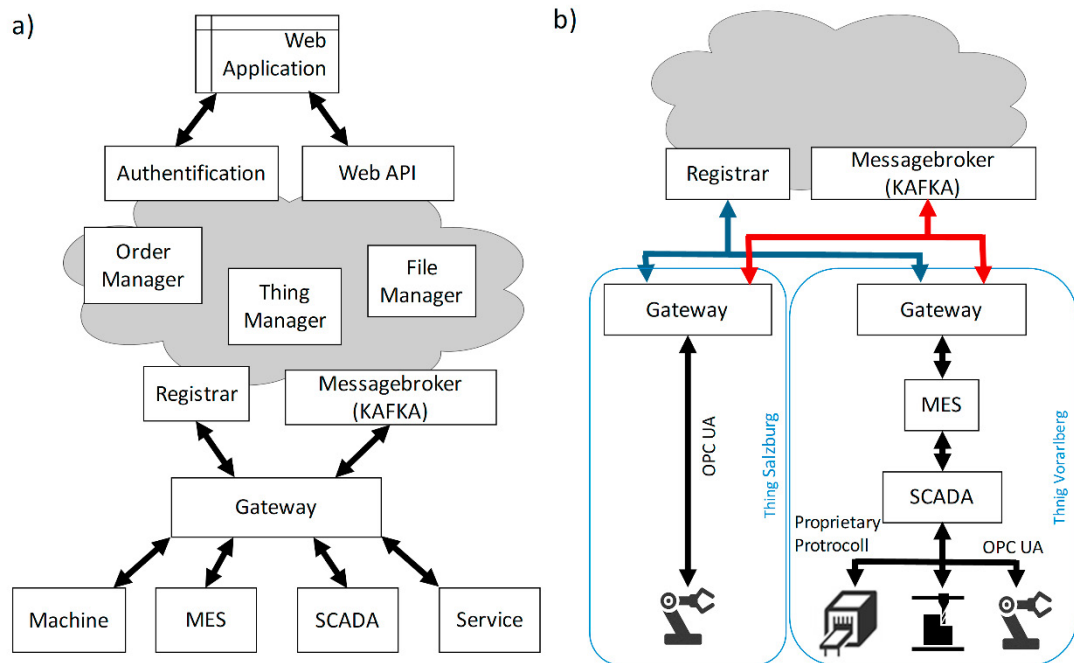 a)
Web
Application
Authentification
Web API
Order
Manager
Thing
Manager
File
Manager
Registrar
Messagebroker
(KAFKA)
Gateway
Machine
MES
SCADA
Service
b)
Registrar
Messagebroker
(KAFKA)
Gateway
OPC UA
Thing Salzburg
Gateway
MES
SCADA
Proprietary
Protrocoll
OPC UA
Thnig Vorarlberg